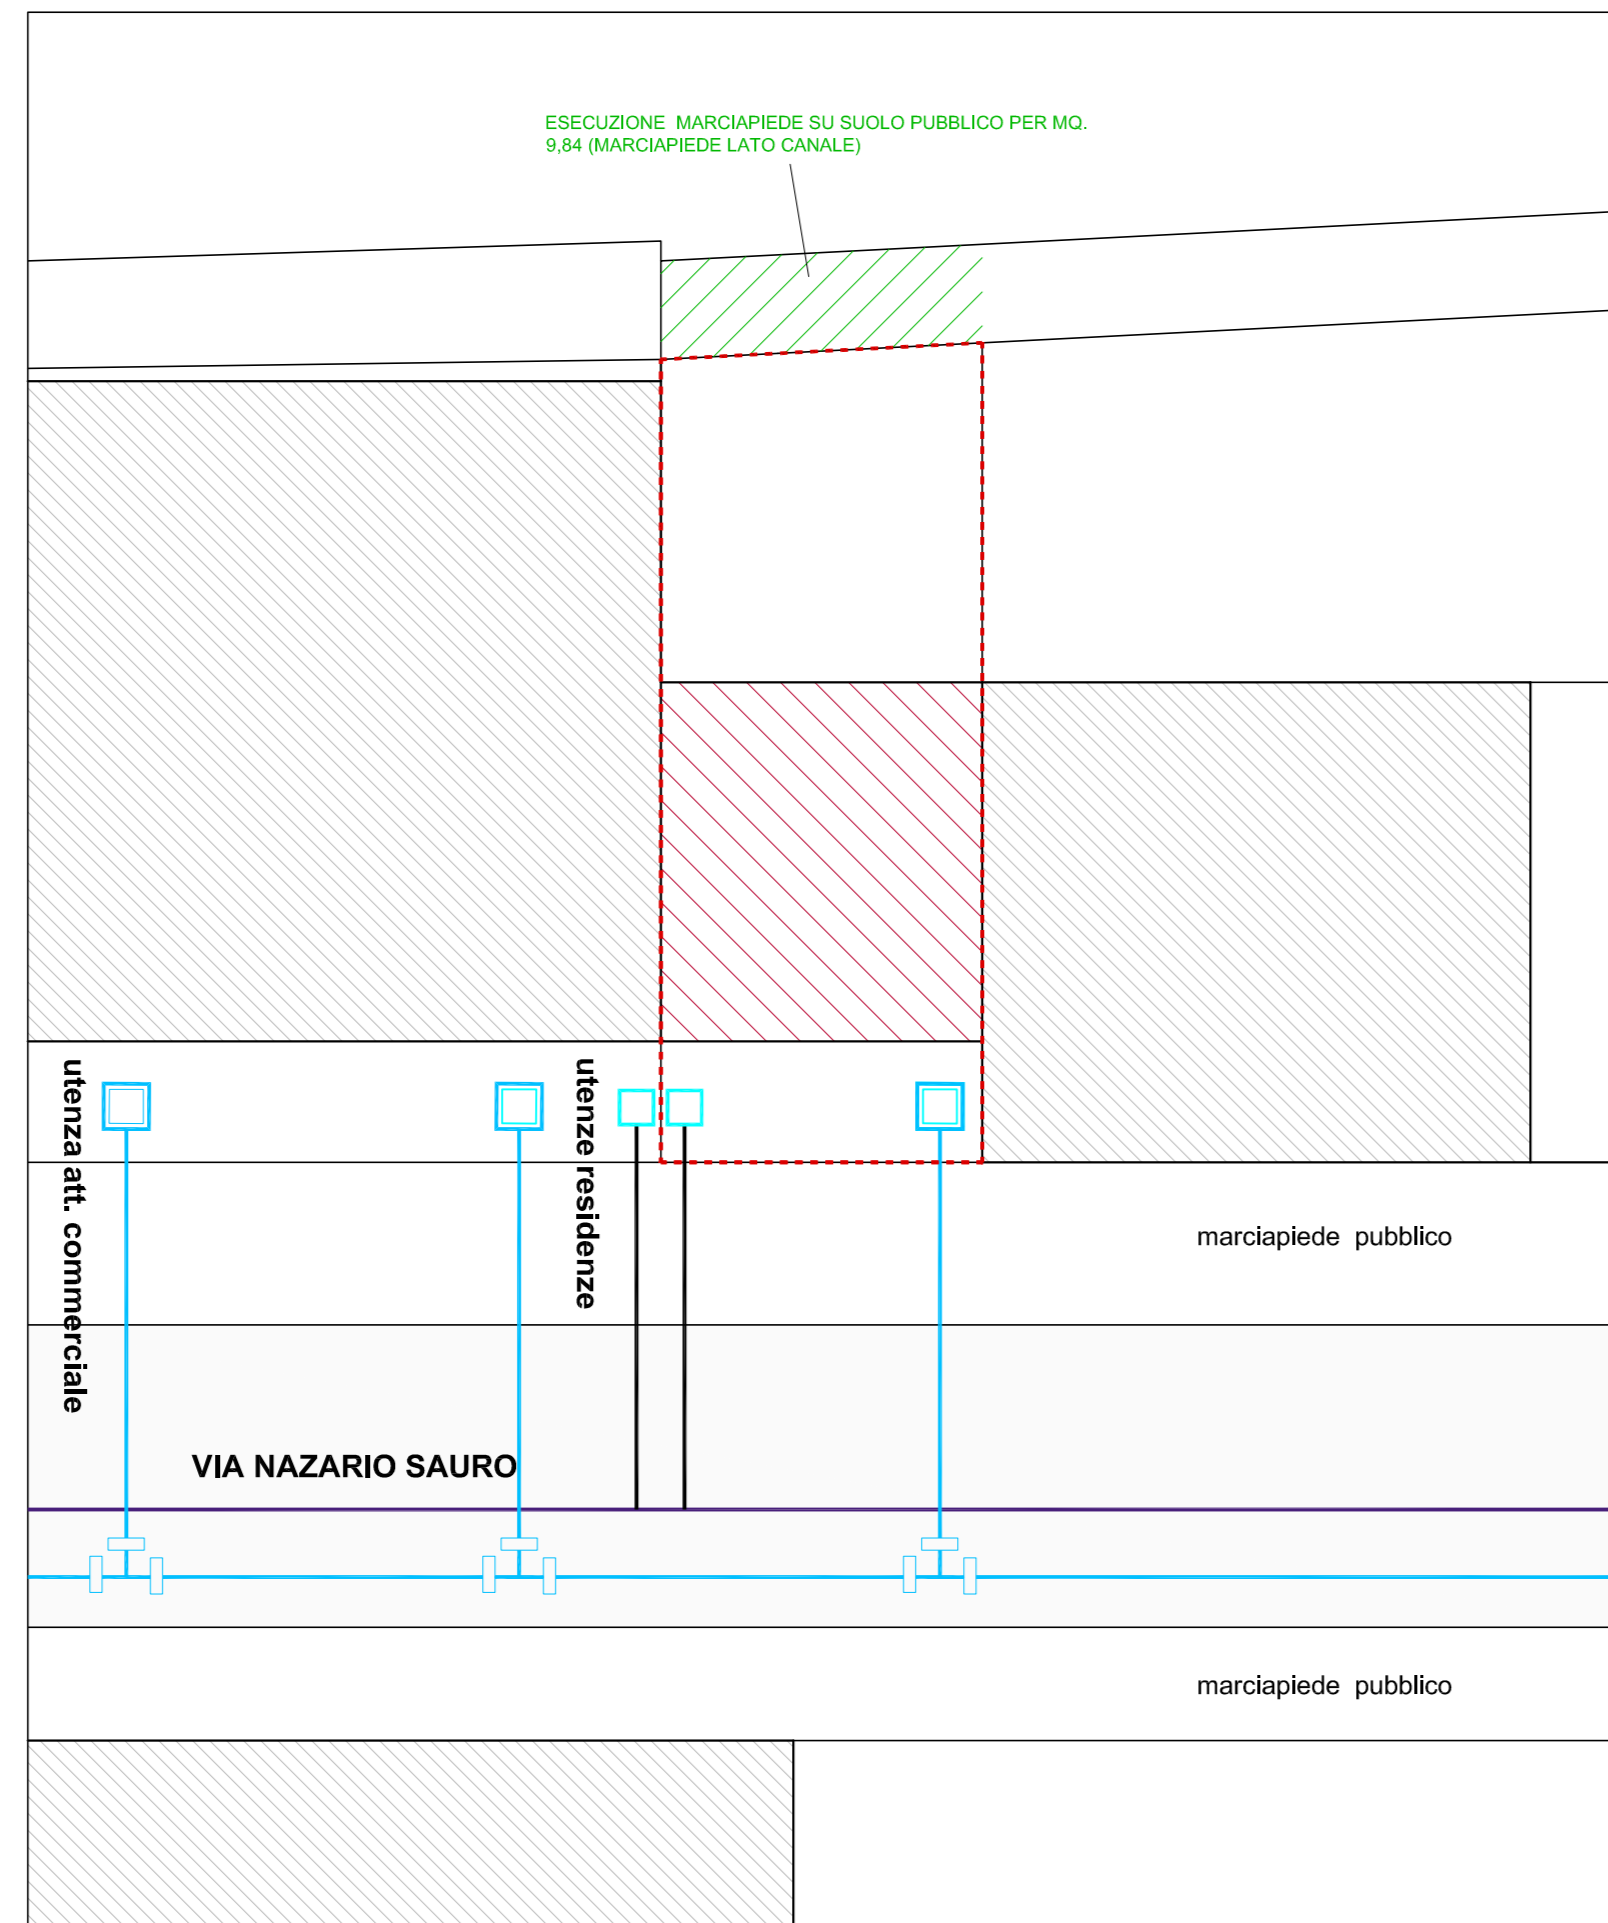 ESECUZIONE MARCIAPIEDE SU SUOLO PUBBLICO PER MQ.
9,84 (MARCIAPIEDE LATO CANALE)
utenza att. commerciale
utenze residenze
marciapiede pubblico
VIA NAZARIO SAURO
marciapiede pubblico